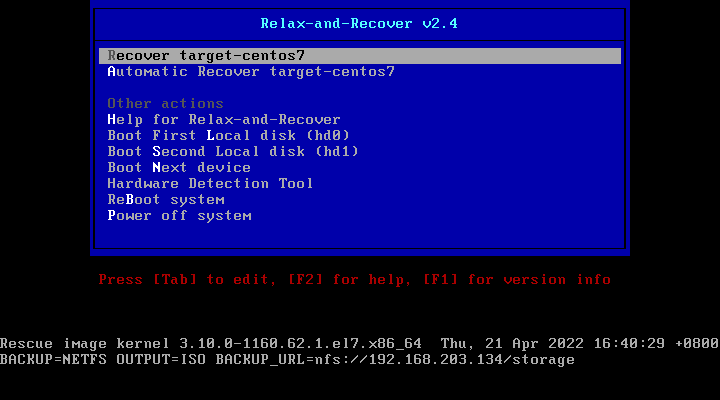 Relax-and-Recover v2.4
Recover target-centos7
Automatic Recover target-centos7
Other actions
Help for Relax-and-Recover
Boot First Local disk (hd0)
Boot Second Local disk (hd1)
Boot Next device
Hardware Detection Tool
ReBoot system
Power off system
Press [Tab] to edit, [F2] for help, [F1] for version info
Rescue image kernel 3.10.0-1160.62.1.el7.x86_64  Thu, 21 Apr 2022 16:40:29 +0800
BACKUP=NETFS OUTPUT=ISO BACKUP_URL=nfs://192.168.203.134/storage